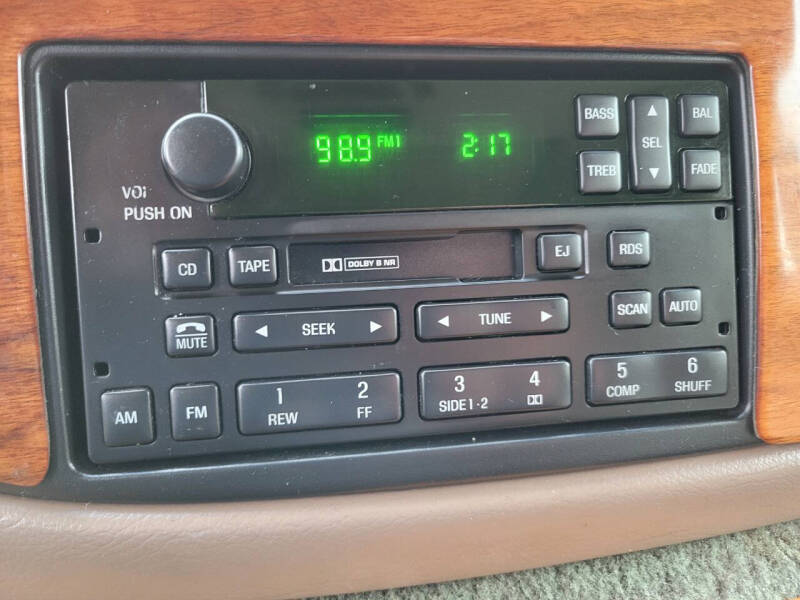 98.9 FM1 2:17
BASS SEL BAL
TREB FADE
VOL
PUSH ON
CD TAPE DOLBY B NR EJ RDS
MUTE SEEK TUNE SCAN AUTO
AM FM
1 2 3 4 5 6
REW FF SIDE 1-2 COMP SHUFF